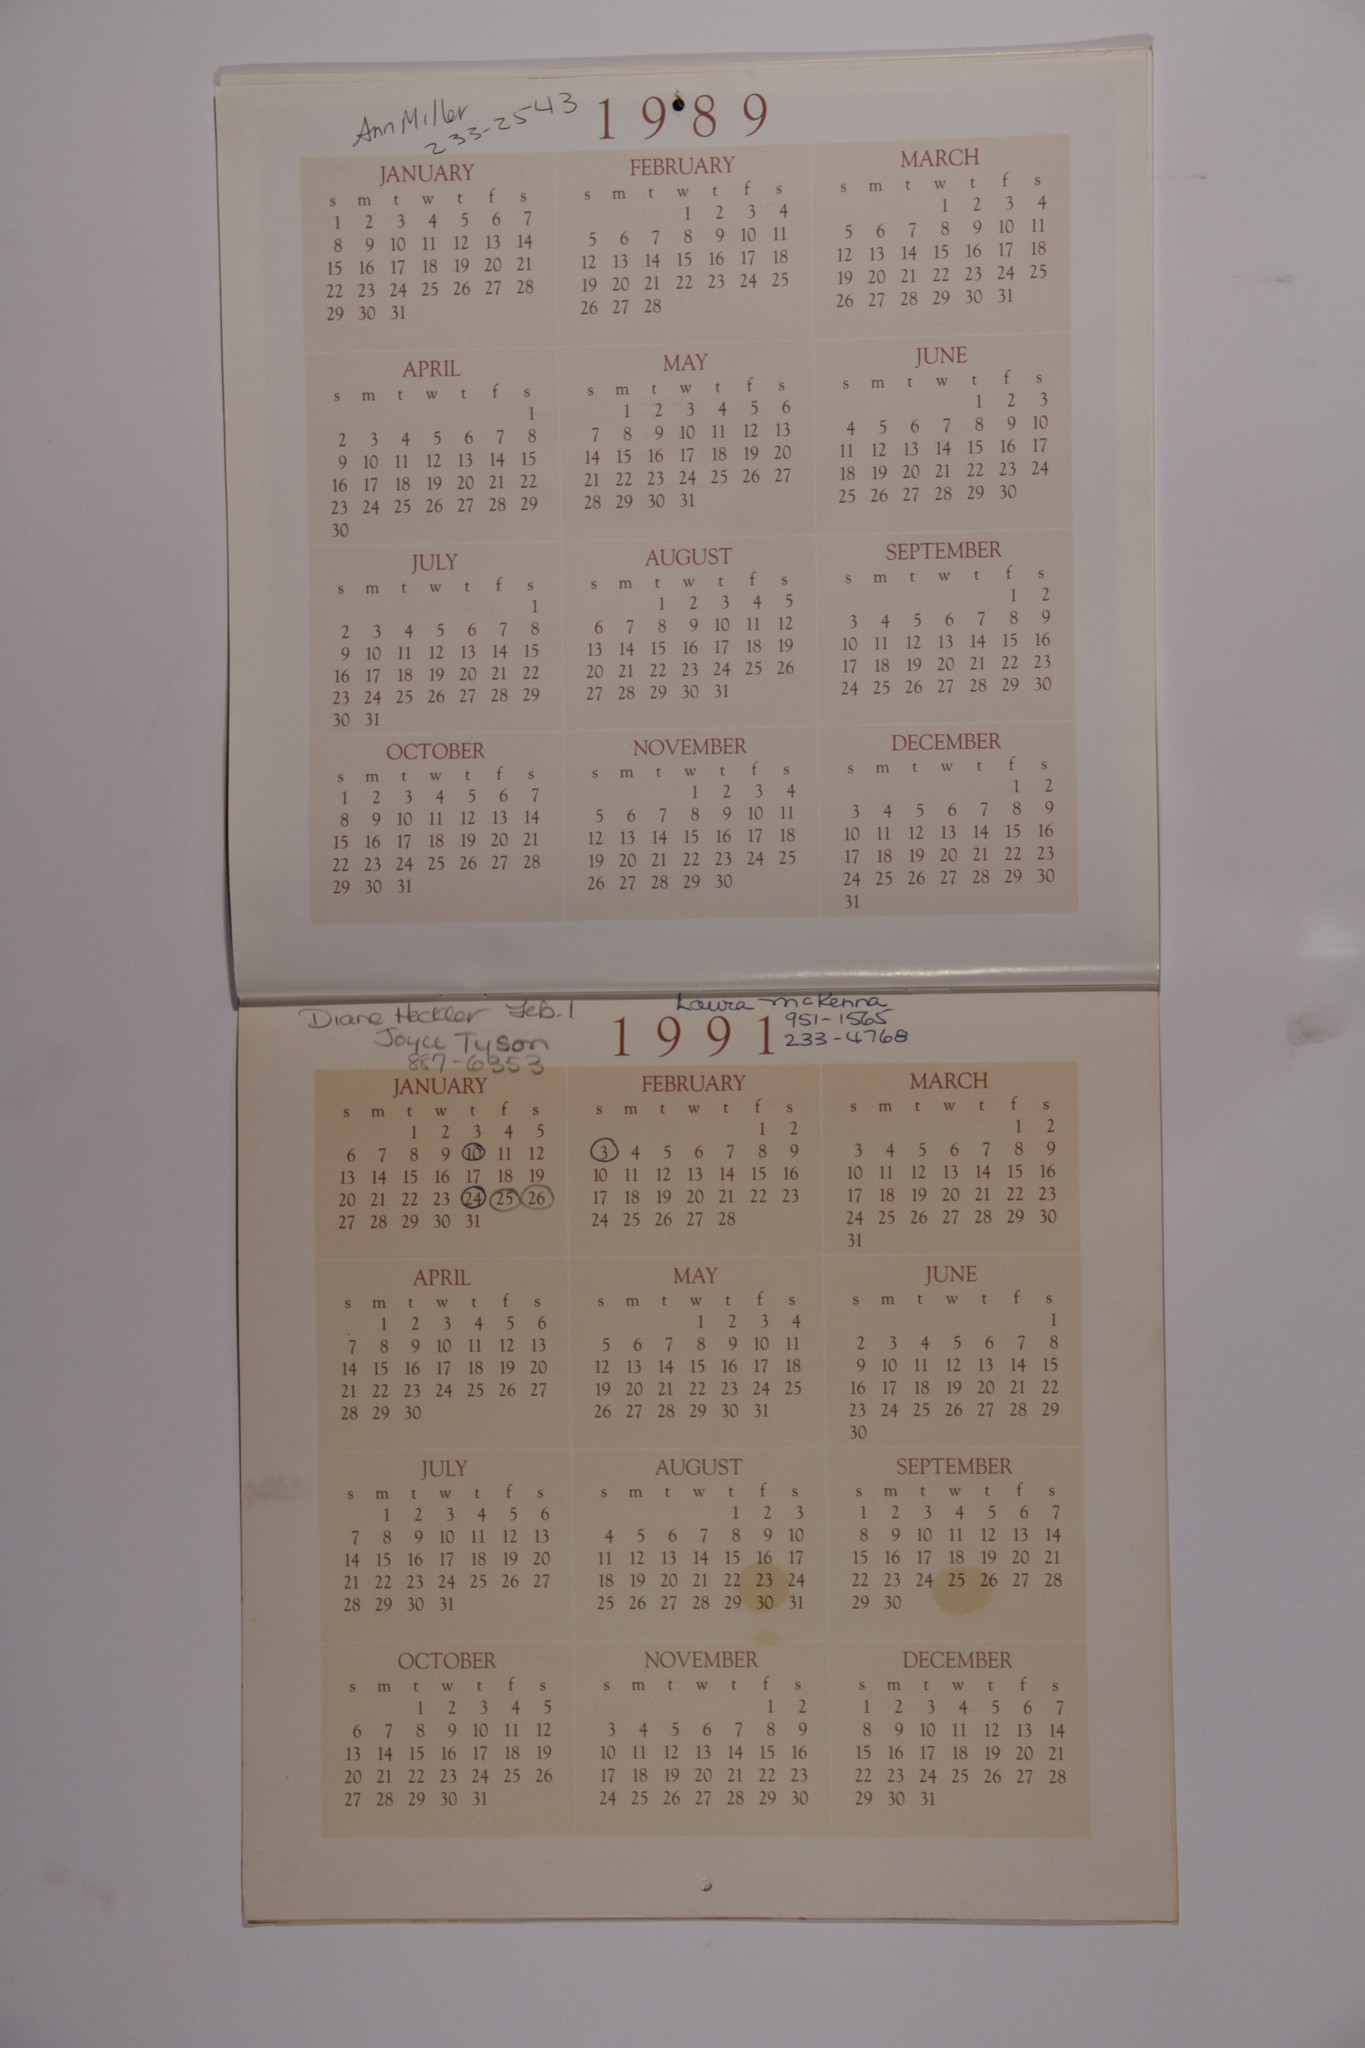 Ann Miller
233-2543
1989
JANUARY FEBRUARY MARCH
s m t w t f s s m t w t f s s m t w t f s
1 2 3 4 5 6 7 1 2 3 4 1 2 3 4
8 9 10 11 12 13 14 5 6 7 8 9 10 11 5 6 7 8 9 10 11
15 16 17 18 19 20 21 12 13 14 15 16 17 18 12 13 14 15 16 17 18
22 23 24 25 26 27 28 19 20 21 22 23 24 25 19 20 21 22 23 24 25
29 30 31 26 27 28 26 27 28 29 30 31
APRIL MAY JUNE
s m t w t f s s m t w t f s s m t w t f s
1 1 2 3 4 5 6 1 2 3
2 3 4 5 6 7 8 7 8 9 10 11 12 13 4 5 6 7 8 9 10
9 10 11 12 13 14 15 14 15 16 17 18 19 20 11 12 13 14 15 16 17
16 17 18 19 20 21 22 21 22 23 24 25 26 27 18 19 20 21 22 23 24
23 24 25 26 27 28 29 28 29 30 31 25 26 27 28 29 30
30
JULY AUGUST SEPTEMBER
s m t w t f s s m t w t f s s m t w t f s
1 1 2 3 4 5 1 2
2 3 4 5 6 7 8 6 7 8 9 10 11 12 3 4 5 6 7 8 9
9 10 11 12 13 14 15 13 14 15 16 17 18 19 10 11 12 13 14 15 16
16 17 18 19 20 21 22 20 21 22 23 24 25 26 17 18 19 20 21 22 23
23 24 25 26 27 28 29 27 28 29 30 31 24 25 26 27 28 29 30
30 31
OCTOBER NOVEMBER DECEMBER
s m t w t f s s m t w t f s s m t w t f s
1 2 3 4 5 6 7 1 2 3 4 1 2
8 9 10 11 12 13 14 5 6 7 8 9 10 11 3 4 5 6 7 8 9
15 16 17 18 19 20 21 12 13 14 15 16 17 18 10 11 12 13 14 15 16
22 23 24 25 26 27 28 19 20 21 22 23 24 25 17 18 19 20 21 22 23
29 30 31 26 27 28 29 30 24 25 26 27 28 29 30
31
Diane Heckler Feb. 1
Joyce Tyson
887-6353
Laura McKenna
951-1565
233-4768
1991
JANUARY FEBRUARY MARCH
s m t w t f s s m t w t f s s m t w t f s
1 2 3 4 5 1 2 1 2
6 7 8 9 10 11 12 3 4 5 6 7 8 9 3 4 5 6 7 8 9
13 14 15 16 17 18 19 10 11 12 13 14 15 16 10 11 12 13 14 15 16
20 21 22 23 24 25 26 17 18 19 20 21 22 23 17 18 19 20 21 22 23
27 28 29 30 31 24 25 26 27 28 24 25 26 27 28 29 30
31
APRIL MAY JUNE
s m t w t f s s m t w t f s s m t w t f s
1 2 3 4 5 6 1 2 3 4 1
7 8 9 10 11 12 13 5 6 7 8 9 10 11 2 3 4 5 6 7 8
14 15 16 17 18 19 20 12 13 14 15 16 17 18 9 10 11 12 13 14 15
21 22 23 24 25 26 27 19 20 21 22 23 24 25 16 17 18 19 20 21 22
28 29 30 26 27 28 29 30 31 23 24 25 26 27 28 29
30
JULY AUGUST SEPTEMBER
s m t w t f s s m t w t f s s m t w t f s
1 2 3 4 5 6 1 2 3 1 2 3 4 5 6 7
7 8 9 10 11 12 13 4 5 6 7 8 9 10 8 9 10 11 12 13 14
14 15 16 17 18 19 20 11 12 13 14 15 16 17 15 16 17 18 19 20 21
21 22 23 24 25 26 27 18 19 20 21 22 23 24 22 23 24 25 26 27 28
28 29 30 31 25 26 27 28 29 30 31 29 30
OCTOBER NOVEMBER DECEMBER
s m t w t f s s m t w t f s s m t w t f s
1 2 3 4 5 1 2 1 2 3 4 5 6 7
6 7 8 9 10 11 12 3 4 5 6 7 8 9 8 9 10 11 12 13 14
13 14 15 16 17 18 19 10 11 12 13 14 15 16 15 16 17 18 19 20 21
20 21 22 23 24 25 26 17 18 19 20 21 22 23 22 23 24 25 26 27 28
27 28 29 30 31 24 25 26 27 28 29 30 29 30 31